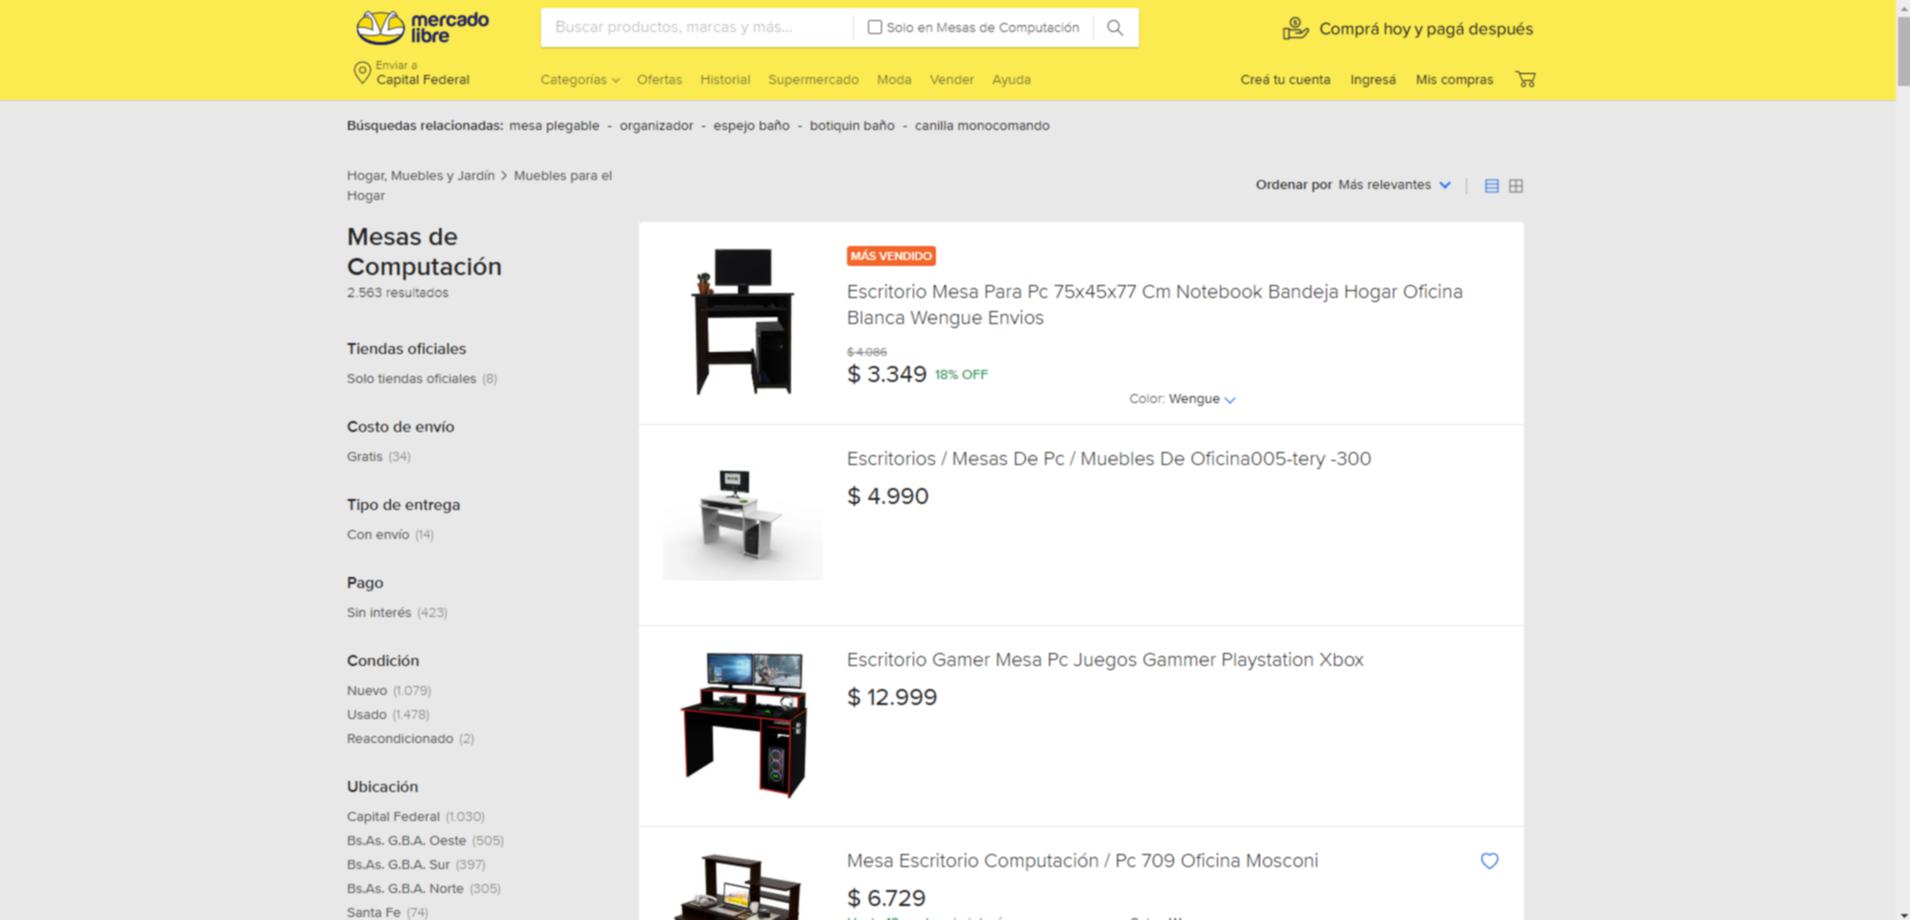 mercado
libre
Buscar productos, marcas y más...
Solo en Mesas de Computación
Comprá hoy y pagá después
Enviar a
Capital Federal
Categorías Ofertas Historial Supermercado Moda Vender Ayuda
Creá tu cuenta Ingresá Mis compras
Búsquedas relacionadas: mesa plegable - organizador - espejo baño - botiquin baño - canilla monocomando
Hogar, Muebles y Jardín > Muebles para el
Hogar
Ordenar por Más relevantes
Mesas de
Computación
2.563 resultados
Tiendas oficiales
Solo tiendas oficiales (8)
Costo de envío
Gratis (34)
Tipo de entrega
Con envío (14)
Pago
Sin interés (423)
Condición
Nuevo (1.079)
Usado (1.478)
Reacondicionado (2)
Ubicación
Capital Federal (1.030)
Bs.As. G.B.A. Oeste (505)
Bs.As. G.B.A. Sur (397)
Bs.As. G.B.A. Norte (305)
Santa Fe (74)
MÁS VENDIDO
Escritorio Mesa Para Pc 75x45x77 Cm Notebook Bandeja Hogar Oficina
Blanca Wengue Envios
$ 4.086
$ 3.349 18% OFF
Color: Wengue
Escritorios / Mesas De Pc / Muebles De Oficina005-tery -300
$ 4.990
Escritorio Gamer Mesa Pc Juegos Gammer Playstation Xbox
$ 12.999
Mesa Escritorio Computación / Pc 709 Oficina Mosconi
$ 6.729